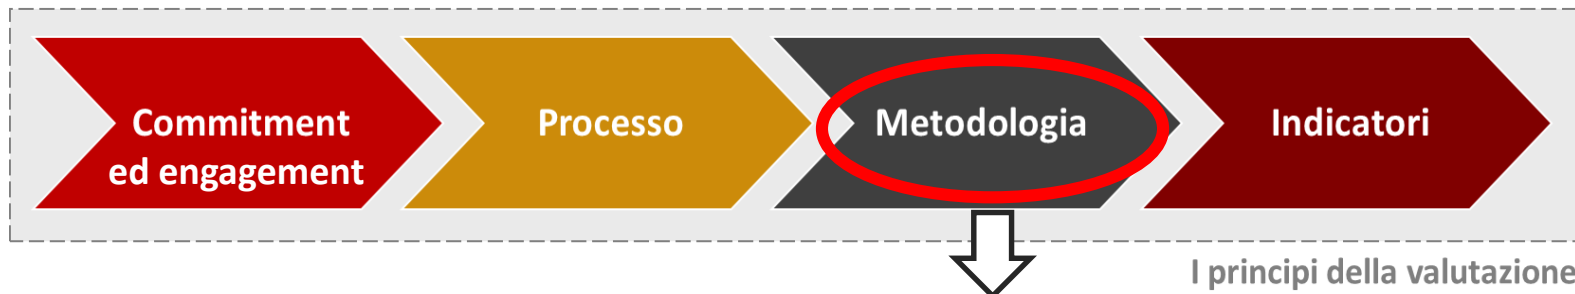 Commitment
ed engagement
Processo
Metodologia
Indicatori
I principi della valutazione